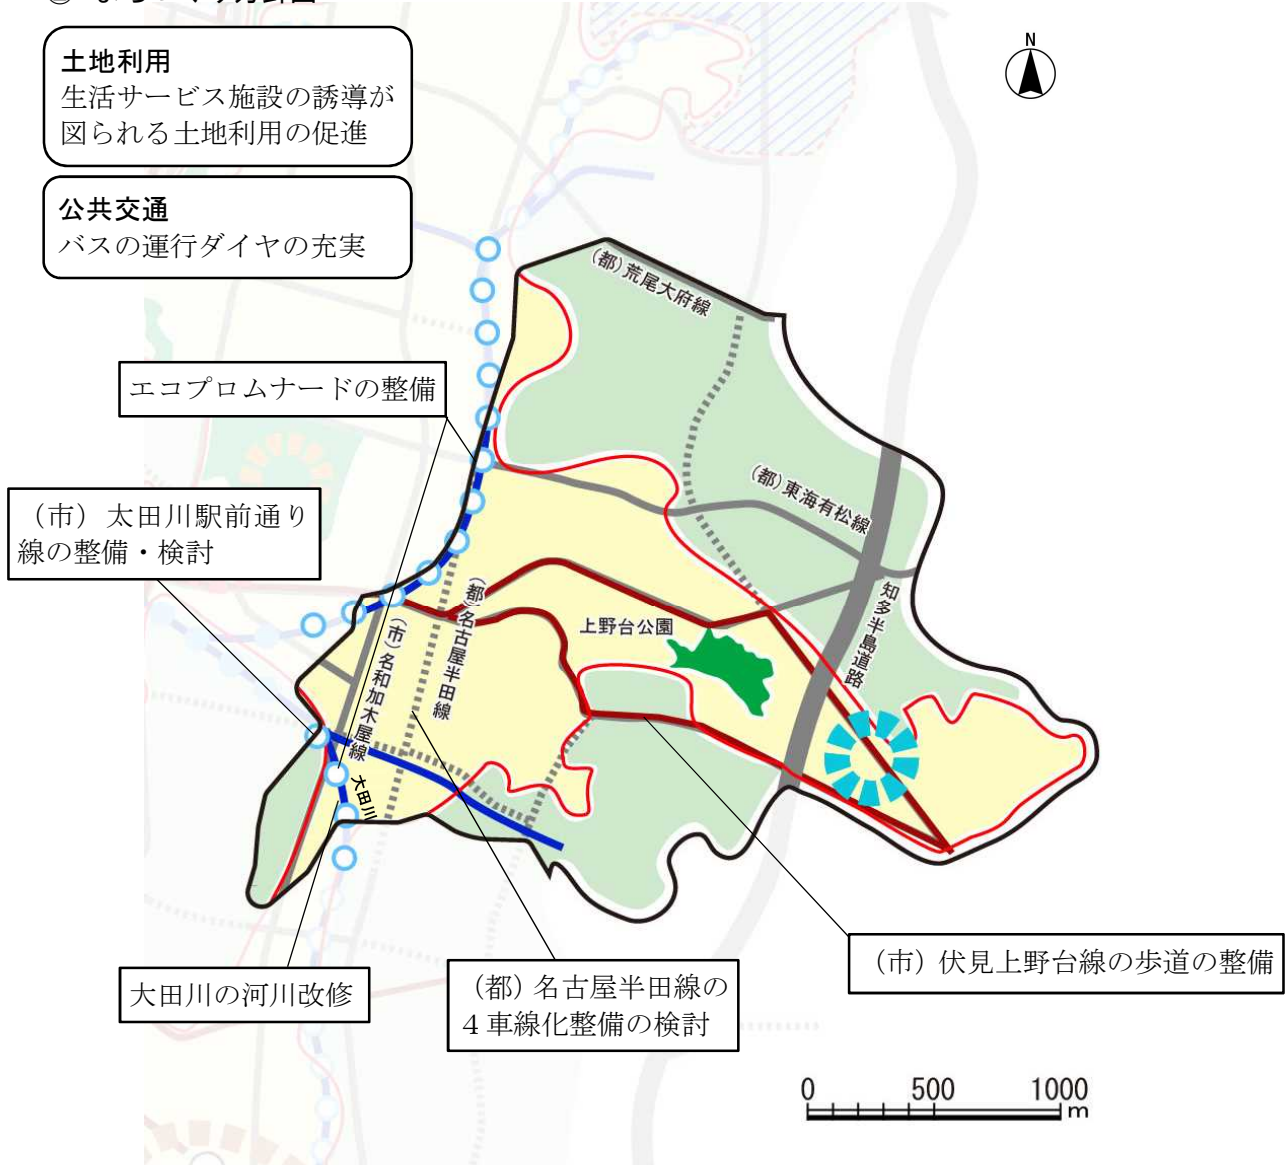 土地利用
生活サービス施設の誘導が
図られる土地利用の促進
公共交通
バスの運行ダイヤの充実
N
(都)荒尾大府線
エコプロムナードの整備
(都)東海有松線
（市）太田川駅前通り
線の整備・検討
(都)名古屋半田線
(市)名和加木屋線
上野台公園
知多半島道路
大田川
大田川の河川改修
（都）名古屋半田線の
４車線化整備の検討
（市）伏見上野台線の歩道の整備
0 500 1000
m